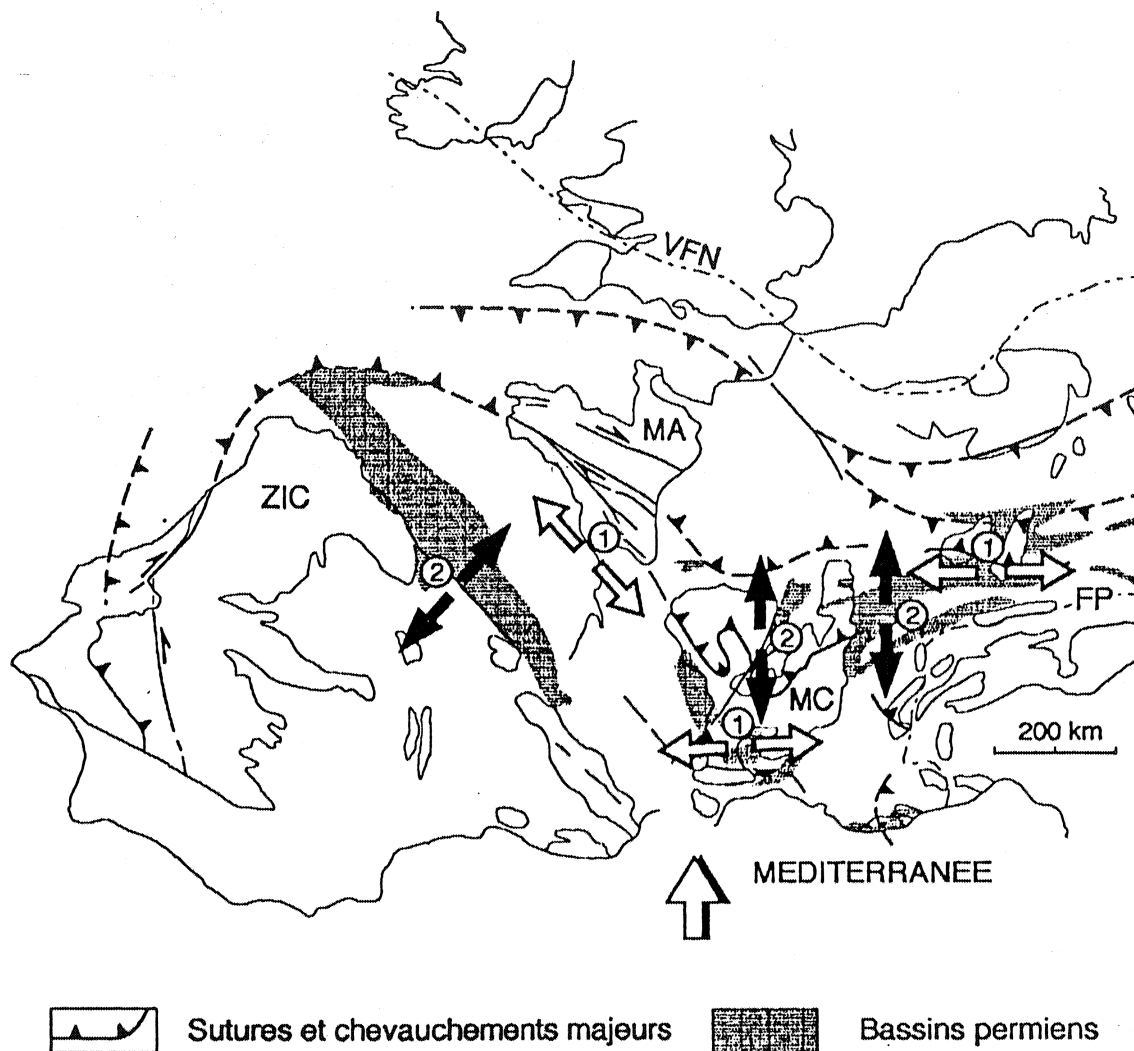 VFN
MA
ZIC
1
2
1
FP
2
2
MC
1
200 km
MEDITERRANEE
Sutures et chevauchements majeurs
Bassins permiens